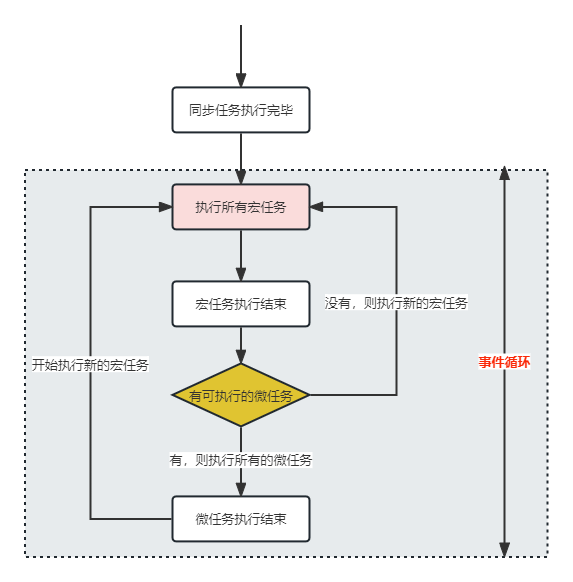 同步任务执行完毕
执行所有宏任务
宏任务执行结束
没有，则执行新的宏任务
事件循环
开始执行新的宏任务
有可执行的微任务
有，则执行所有的微任务
微任务执行结束